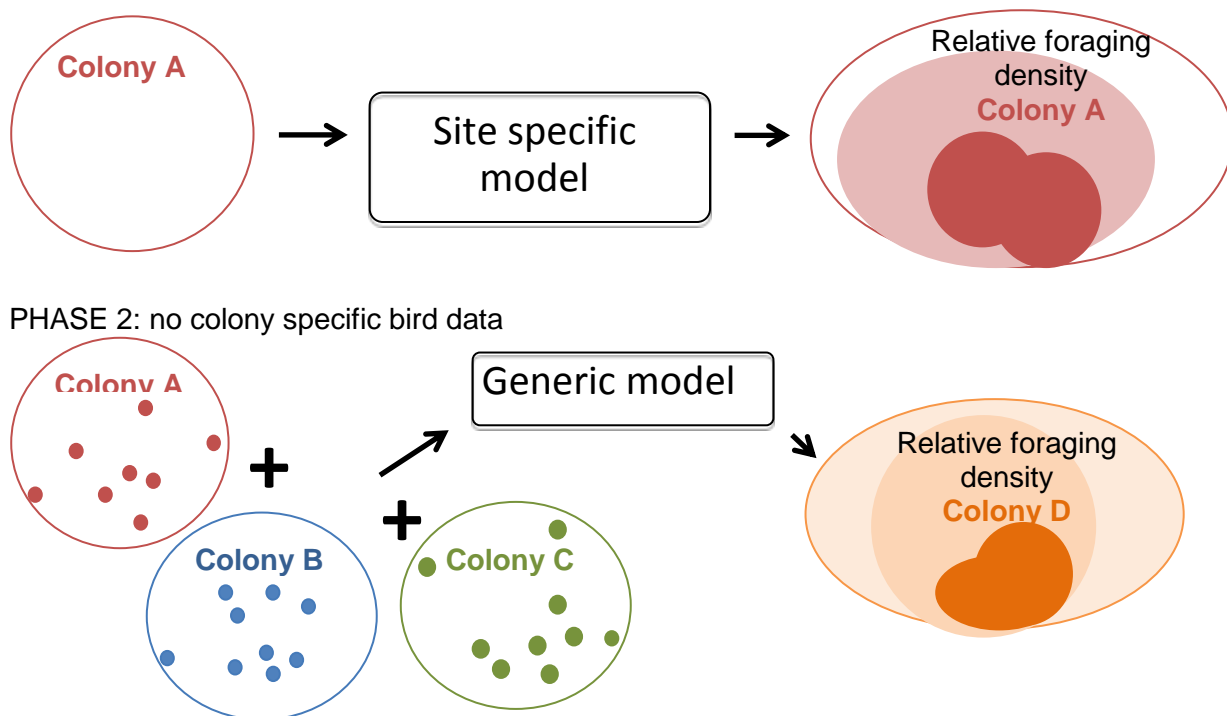 Colony A
Site specific
model
Relative foraging
density
Colony A
PHASE 2: no colony specific bird data
Colony A
Colony B
Colony C
Generic model
Relative foraging
density
Colony D